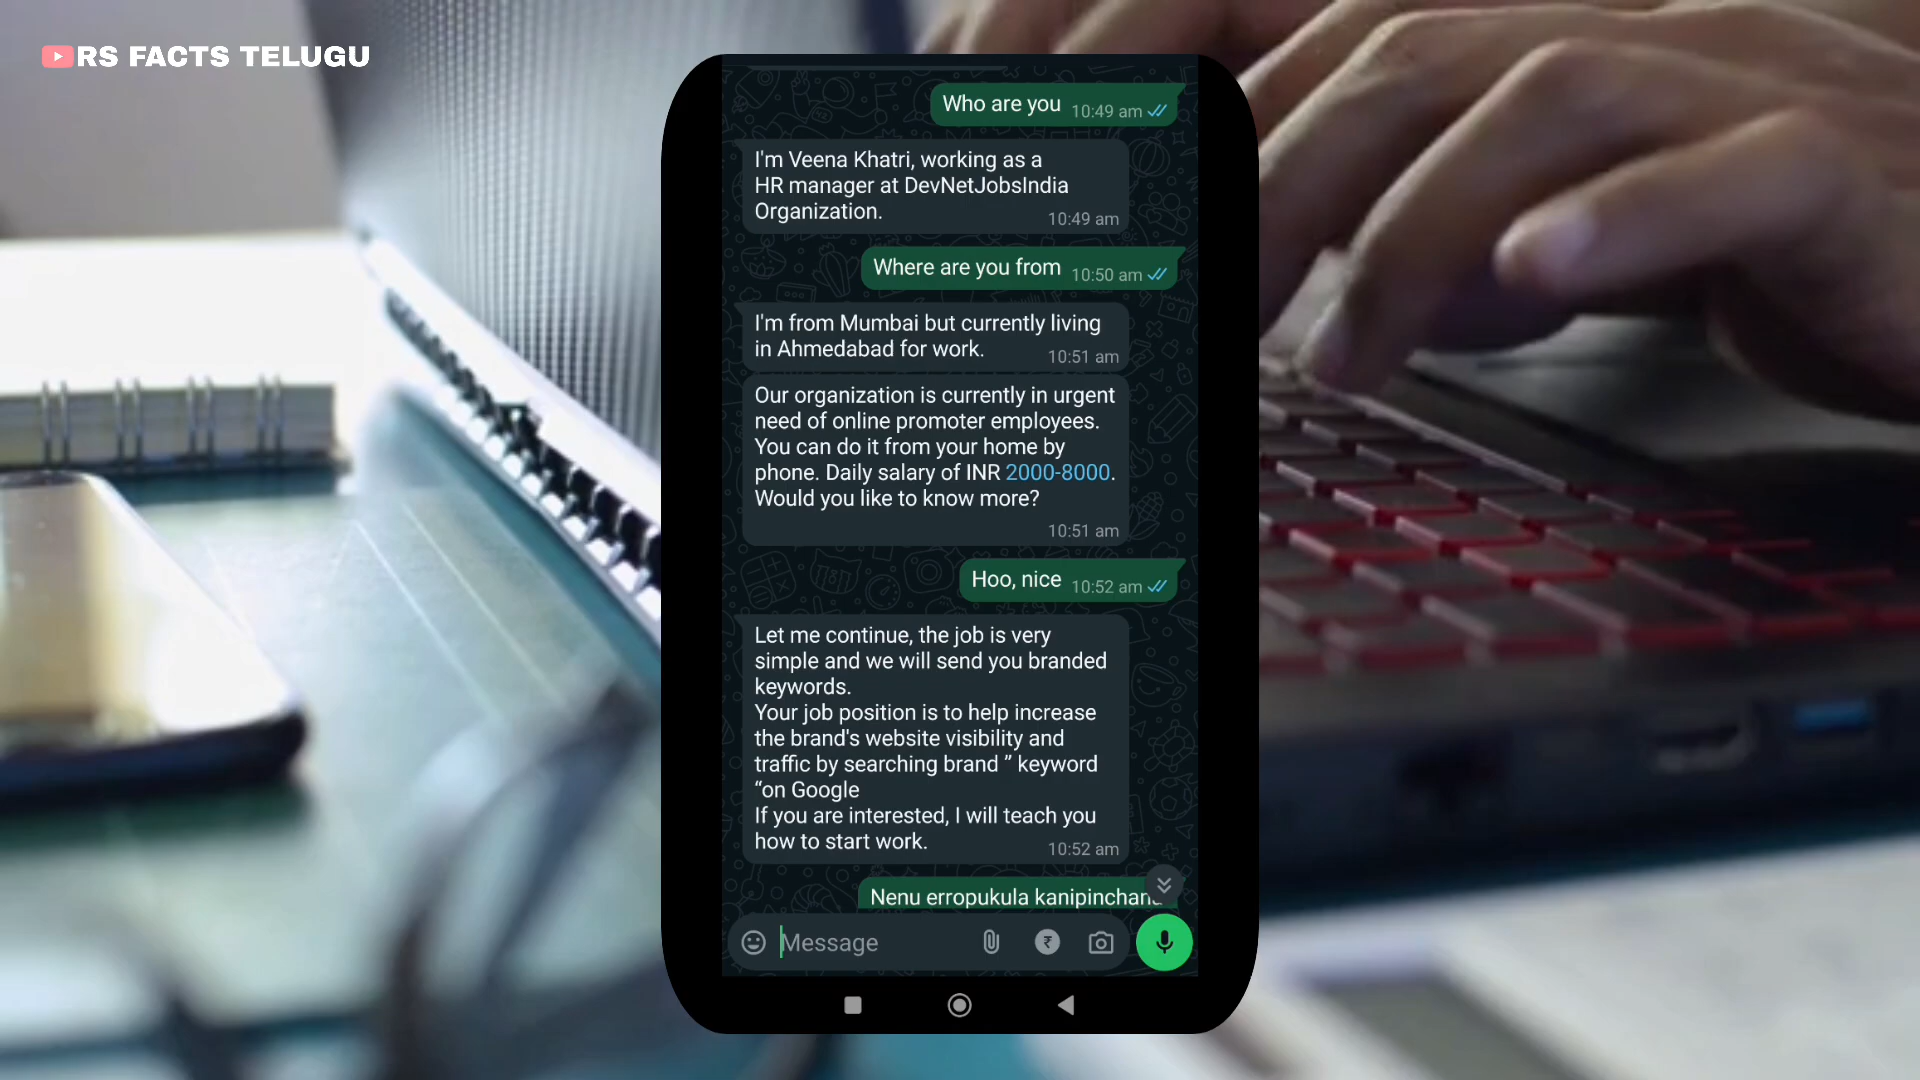 RS FACTS TELUGU
Who are you 10:49 am
I'm Veena Khatri, working as a
HR manager at DevNetJobsIndia
Organization. 10:49 am
Where are you from 10:50 am
I'm from Mumbai but currently living
in Ahmedabad for work. 10:51 am
Our organization is currently in urgent
need of online promoter employees.
You can do it from your home by
phone. Daily salary of INR 2000-8000.
Would you like to know more?
10:51 am
Hoo, nice 10:52 am
Let me continue, the job is very
simple and we will send you branded
keywords.
Your job position is to help increase
the brand's website visibility and
traffic by searching brand ” keyword
“on Google
If you are interested, I will teach you
how to start work. 10:52 am
Nenu erropukula
Message
₹